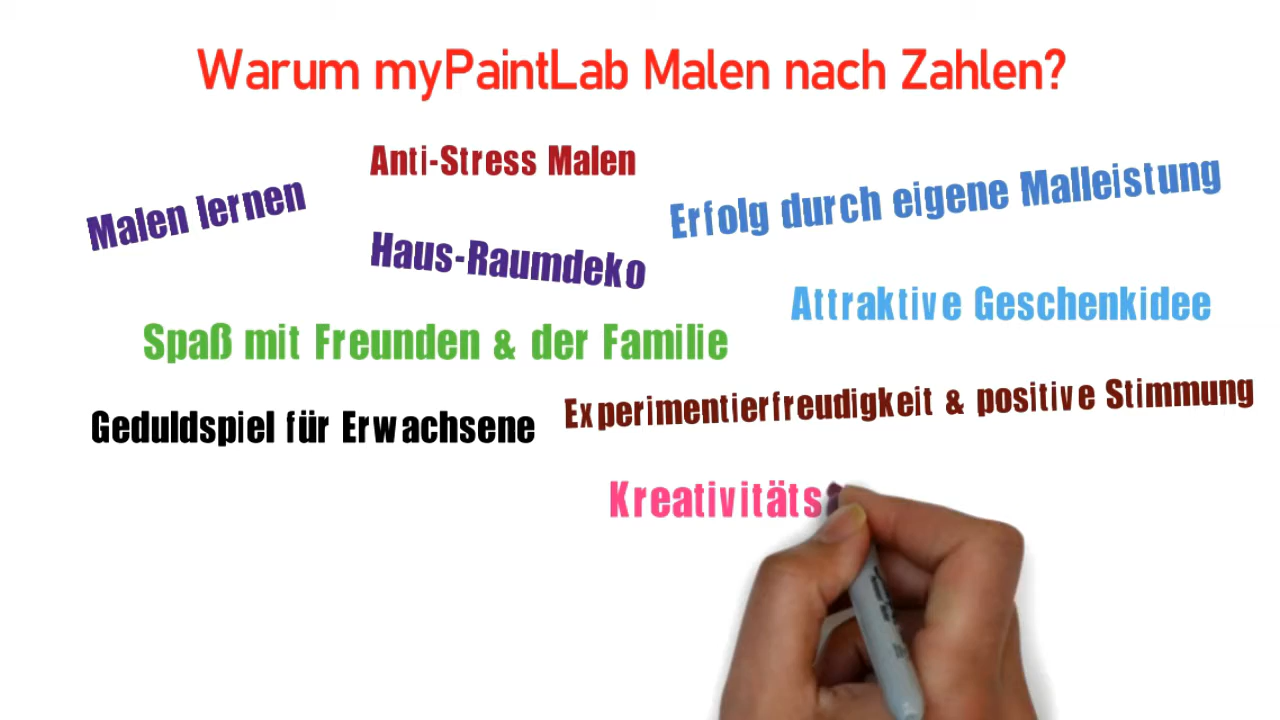 Warum myPaintLab Malen nach Zahlen?
Anti-Stress Malen
Malen lernen
Erfolg durch eigene Malleistung
Haus-Raumdeko
Attraktive Geschenkidee
Spaß mit Freunden & der Familie
Experimentierfreudigkeit & positive Stimmung
Geduldspiel für Erwachsene
Kreativitäts